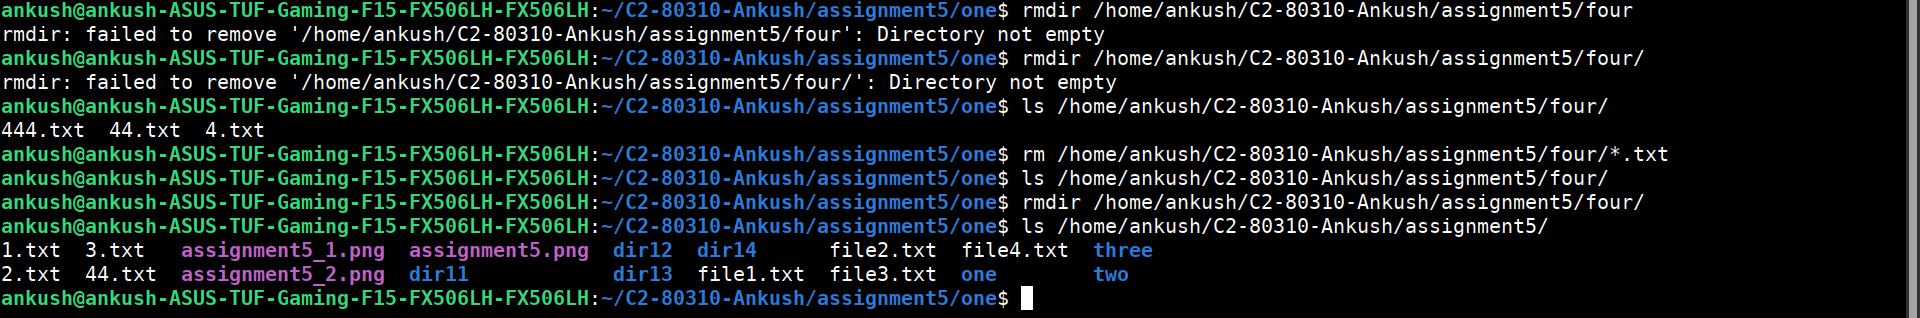 ankush@ankush-ASUS-TUF-Gaming-F15-FX506LH-FX506LH:~/C2-80310-Ankush/assignment5/one$ rmdir /home/ankush/C2-80310-Ankush/assignment5/four
rmdir: failed to remove '/home/ankush/C2-80310-Ankush/assignment5/four': Directory not empty
ankush@ankush-ASUS-TUF-Gaming-F15-FX506LH-FX506LH:~/C2-80310-Ankush/assignment5/one$ rmdir /home/ankush/C2-80310-Ankush/assignment5/four/
rmdir: failed to remove '/home/ankush/C2-80310-Ankush/assignment5/four/': Directory not empty
ankush@ankush-ASUS-TUF-Gaming-F15-FX506LH-FX506LH:~/C2-80310-Ankush/assignment5/one$ ls /home/ankush/C2-80310-Ankush/assignment5/four/
444.txt  44.txt  4.txt
ankush@ankush-ASUS-TUF-Gaming-F15-FX506LH-FX506LH:~/C2-80310-Ankush/assignment5/one$ rm /home/ankush/C2-80310-Ankush/assignment5/four/*.txt
ankush@ankush-ASUS-TUF-Gaming-F15-FX506LH-FX506LH:~/C2-80310-Ankush/assignment5/one$ ls /home/ankush/C2-80310-Ankush/assignment5/four/
ankush@ankush-ASUS-TUF-Gaming-F15-FX506LH-FX506LH:~/C2-80310-Ankush/assignment5/one$ rmdir /home/ankush/C2-80310-Ankush/assignment5/four/
ankush@ankush-ASUS-TUF-Gaming-F15-FX506LH-FX506LH:~/C2-80310-Ankush/assignment5/one$ ls /home/ankush/C2-80310-Ankush/assignment5/
1.txt  3.txt   assignment5_1.png  assignment5.png  dir12  dir14      file2.txt  file4.txt  three
2.txt  44.txt  assignment5_2.png  dir11            dir13  file1.txt  file3.txt  one        two
ankush@ankush-ASUS-TUF-Gaming-F15-FX506LH-FX506LH:~/C2-80310-Ankush/assignment5/one$